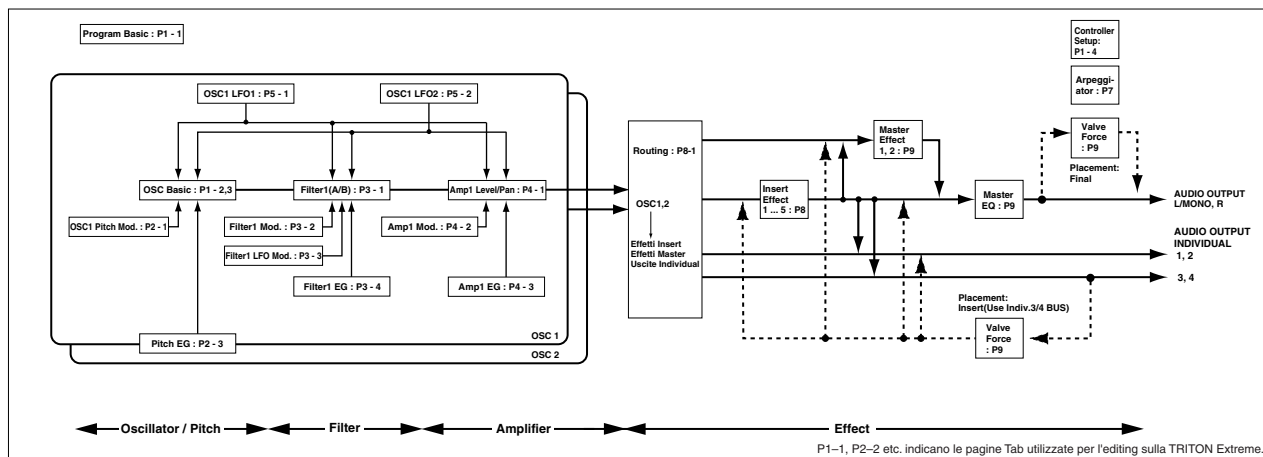 Program Basic : P1 - 1
Controller
Setup:
P1 - 4
Arpeggi-
ator : P7
OSC1 LFO1 : P5 - 1
OSC1 LFO2 : P5 - 2
OSC Basic : P1 - 2,3
Filter1(A/B) : P3 - 1
Amp1 Level/Pan : P4 - 1
OSC1 Pitch Mod. : P2 - 1
Filter1 Mod. : P3 - 2
Amp1 Mod. : P4 - 2
Filter1 LFO Mod. : P3 - 3
Filter1 EG : P3 - 4
Amp1 EG : P4 - 3
Pitch EG : P2 - 3
OSC 1
OSC 2
Routing : P8-1
OSC1,2
Effetti Insert
Effetti Master
Uscite Individual
Insert
Effect
1 ... 5 : P8
Master
Effect
1, 2 : P9
Master
EQ : P9
Valve
Force
: P9
Placement:
Final
AUDIO OUTPUT
L/MONO, R
AUDIO OUTPUT
INDIVIDUAL
1, 2
3, 4
Placement:
Insert(Use Indiv.3/4 BUS)
Valve
Force
: P9
Oscillator / Pitch
Filter
Amplifier
Effect
P1–1, P2–2 etc. indicano le pagine Tab utilizzate per l'editing sulla TRITON Extreme.